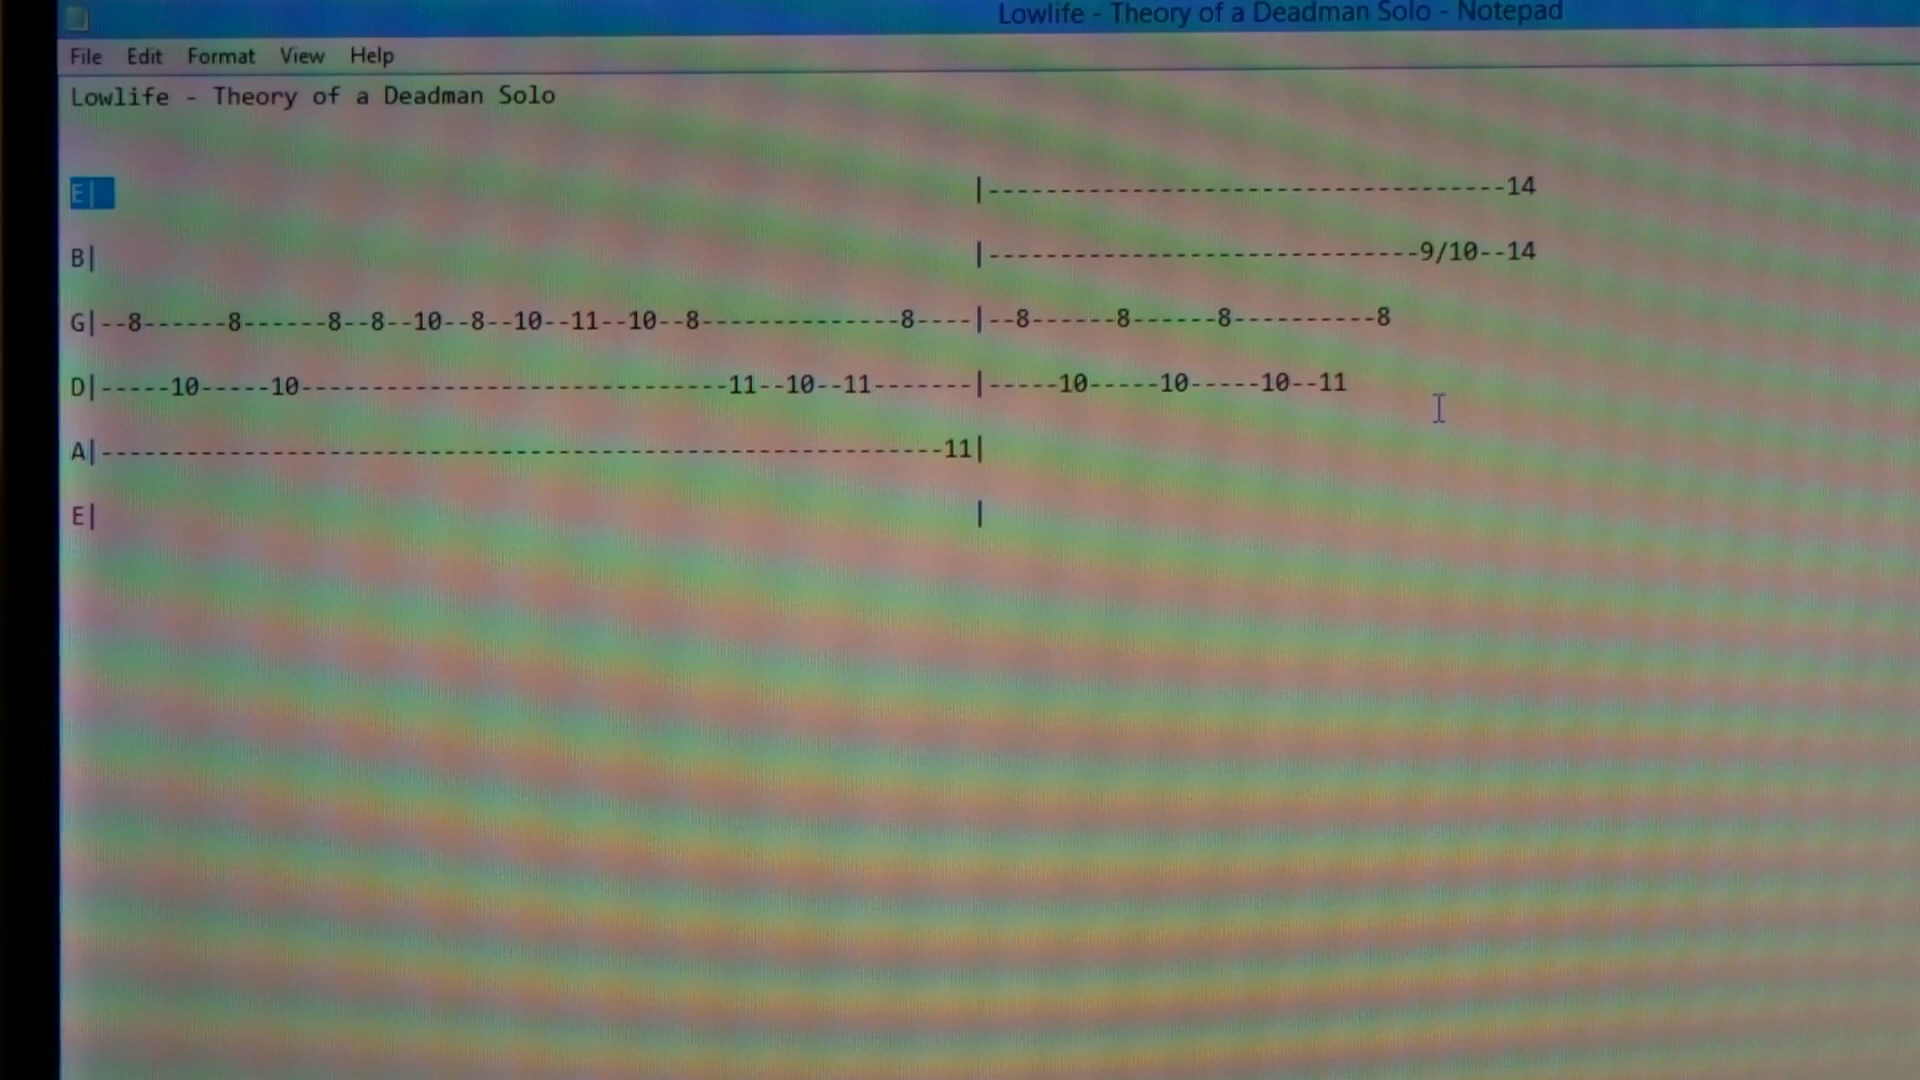 Lowlife - Theory of a Deadman Solo - Notepad
File Edit Format View Help
Lowlife - Theory of a Deadman Solo
E|                                                             |------------------------------------14
B|                                                             |------------------------------9/10--14
G|--8------8------8--8--10--8--10--11--10--8--------------8----|--8------8------8----------8
D|-----10-----10------------------------------11--10--11-------|-----10-----10-----10--11
A|-----------------------------------------------------------11|
E|                                                             |